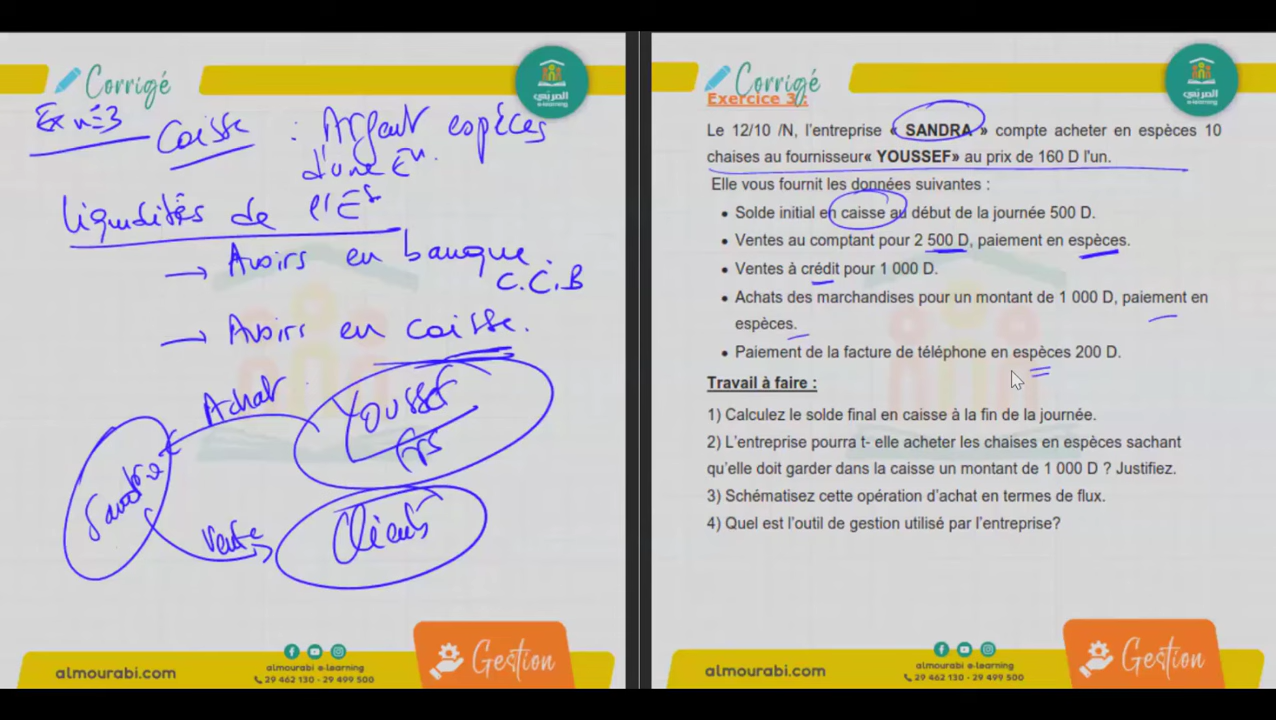 Corrigé
المربّي
e-learning
Ex n=3 Caisse : Argent espèces
d'une Ese.
liquidités de l'Ese
→ Avoirs en banque.
C.C.B
→ Avoirs en caisse.
Achat
Youssef
Frs
Sandra
Vente
Clients
almourabi.com
almourabi e-learning
29 462 130 - 29 499 500
Gestion
Corrigé
المربّي
e-learning
Exercice 3 :
Le 12/10 /N, l'entreprise « SANDRA » compte acheter en espèces 10
chaises au fournisseur« YOUSSEF» au prix de 160 D l'un.
Elle vous fournit les données suivantes :
• Solde initial en caisse au début de la journée 500 D.
• Ventes au comptant pour 2 500 D, paiement en espèces.
• Ventes à crédit pour 1 000 D.
• Achats des marchandises pour un montant de 1 000 D, paiement en
espèces.
• Paiement de la facture de téléphone en espèces 200 D.
Travail à faire :
1) Calculez le solde final en caisse à la fin de la journée.
2) L'entreprise pourra t- elle acheter les chaises en espèces sachant
qu'elle doit garder dans la caisse un montant de 1 000 D ? Justifiez.
3) Schématisez cette opération d'achat en termes de flux.
4) Quel est l'outil de gestion utilisé par l'entreprise?
almourabi.com
almourabi e-learning
29 462 130 - 29 499 500
Gestion